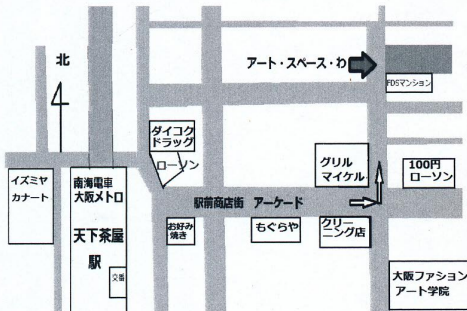 北
アート・スペース・わ
FDSマンション
ダイコク
ドラッグ
ローソン
イズミヤ
カナート
南海電車
大阪メトロ
天下茶屋
駅
交番
グリル
マイケル
100円
ローソン
駅前商店街 アーケード
お好み
焼き
もぐらや
クリー
ニング店
大阪ファション
アート学院